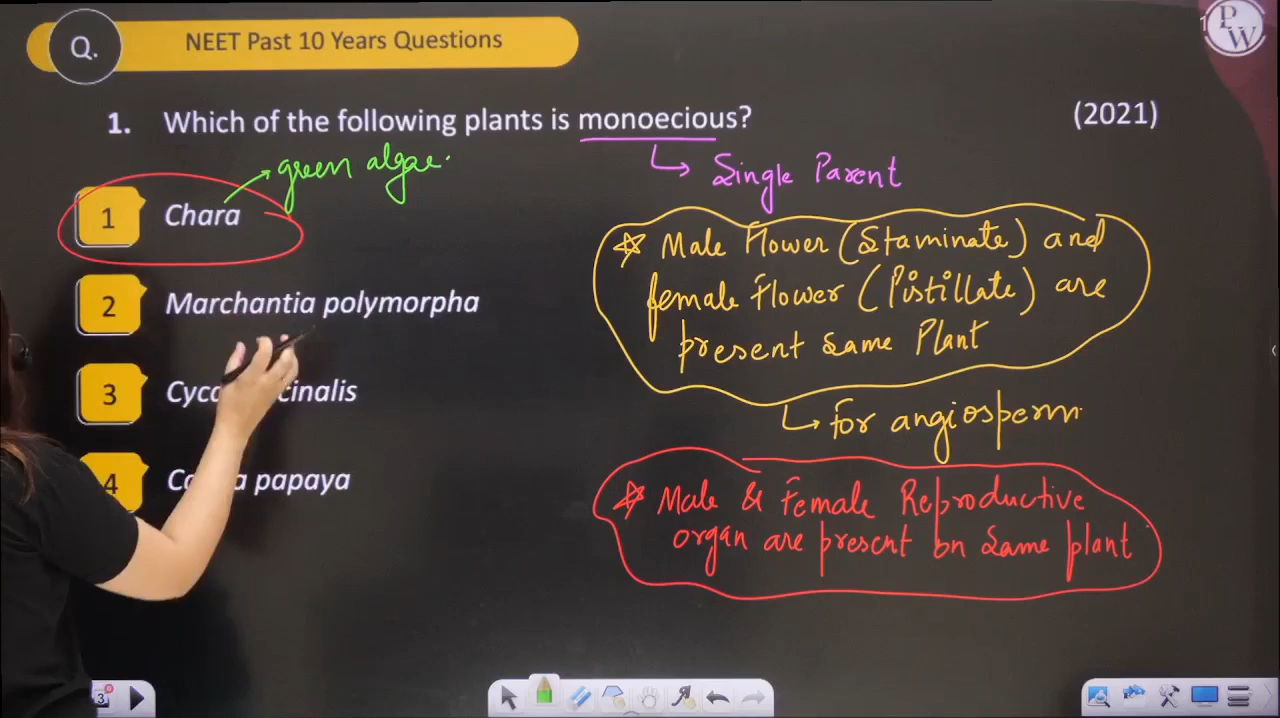 Q.
NEET Past 10 Years Questions
PW
1. Which of the following plants is monoecious? (2021)
green algae.
Single Parent
1 Chara
2 Marchantia polymorpha
3
4 papaya
☆ Male Flower (Staminate) and
female Flower (Pistillate) are
present same Plant
For angiosperm
☆ Male & Female Reproductive
organ are present on same plant
3